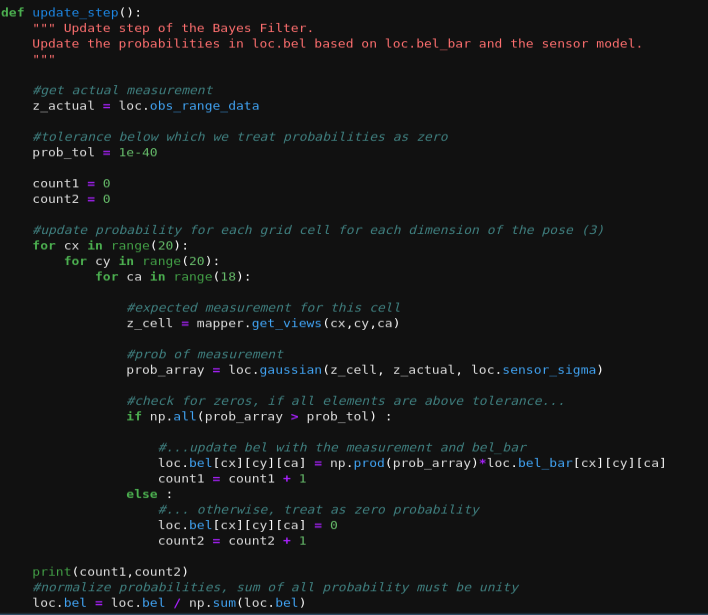 def update_step():
    """ Update step of the Bayes Filter.
    Update the probabilities in loc.bel based on loc.bel_bar and the sensor model.
    """

    #get actual measurement
    z_actual = loc.obs_range_data

    #tolerance below which we treat probabilities as zero
    prob_tol = 1e-40

    count1 = 0
    count2 = 0

    #update probability for each grid cell for each dimension of the pose (3)
    for cx in range(20):
        for cy in range(20):
            for ca in range(18):

                #expected measurement for this cell
                z_cell = mapper.get_views(cx,cy,ca)

                #prob of measurement
                prob_array = loc.gaussian(z_cell, z_actual, loc.sensor_sigma)

                #check for zeros, if all elements are above tolerance...
                if np.all(prob_array > prob_tol) :

                    #...update bel with the measurement and bel_bar
                    loc.bel[cx][cy][ca] = np.prod(prob_array)*loc.bel_bar[cx][cy][ca]
                    count1 = count1 + 1
                else :
                    #... otherwise, treat as zero probability
                    loc.bel[cx][cy][ca] = 0
                    count2 = count2 + 1

    print(count1,count2)
    #normalize probabilities, sum of all probability must be unity
    loc.bel = loc.bel / np.sum(loc.bel)